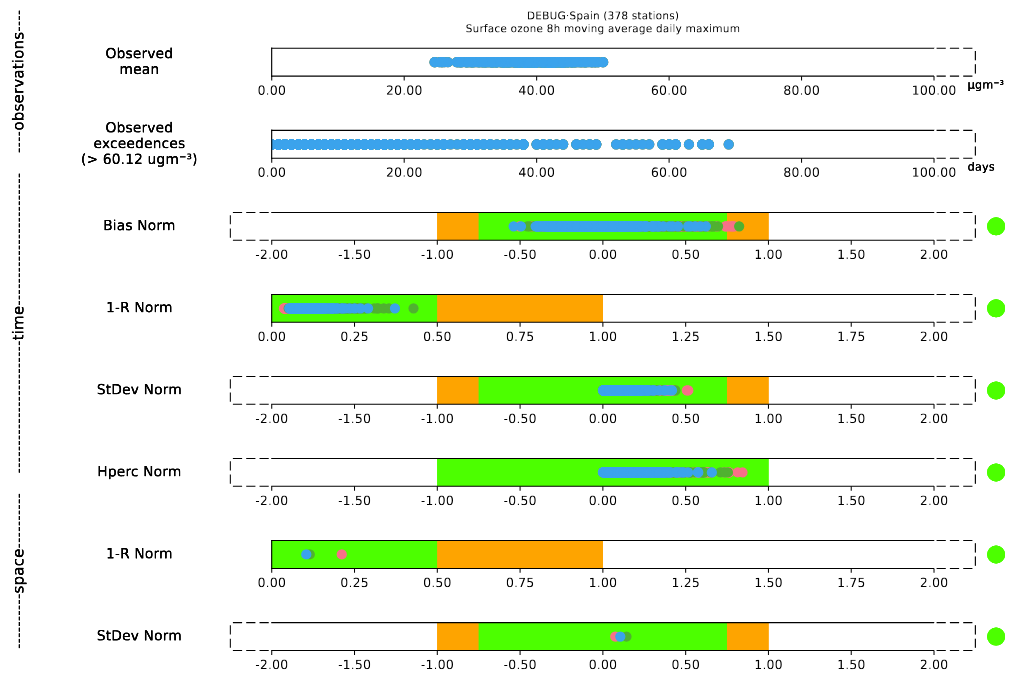 DEBUG-Spain (378 stations)
Surface ozone 8h moving average daily maximum
observations
Observed
mean
0.00 20.00 40.00 60.00 80.00 100.00 μgm⁻³
Observed
exceedences
(> 60.12 ugm⁻³)
0.00 20.00 40.00 60.00 80.00 100.00 days
time
Bias Norm
-2.00 -1.50 -1.00 -0.50 0.00 0.50 1.00 1.50 2.00
1-R Norm
0.00 0.25 0.50 0.75 1.00 1.25 1.50 1.75 2.00
StDev Norm
-2.00 -1.50 -1.00 -0.50 0.00 0.50 1.00 1.50 2.00
Hperc Norm
-2.00 -1.50 -1.00 -0.50 0.00 0.50 1.00 1.50 2.00
space
1-R Norm
0.00 0.25 0.50 0.75 1.00 1.25 1.50 1.75 2.00
StDev Norm
-2.00 -1.50 -1.00 -0.50 0.00 0.50 1.00 1.50 2.00